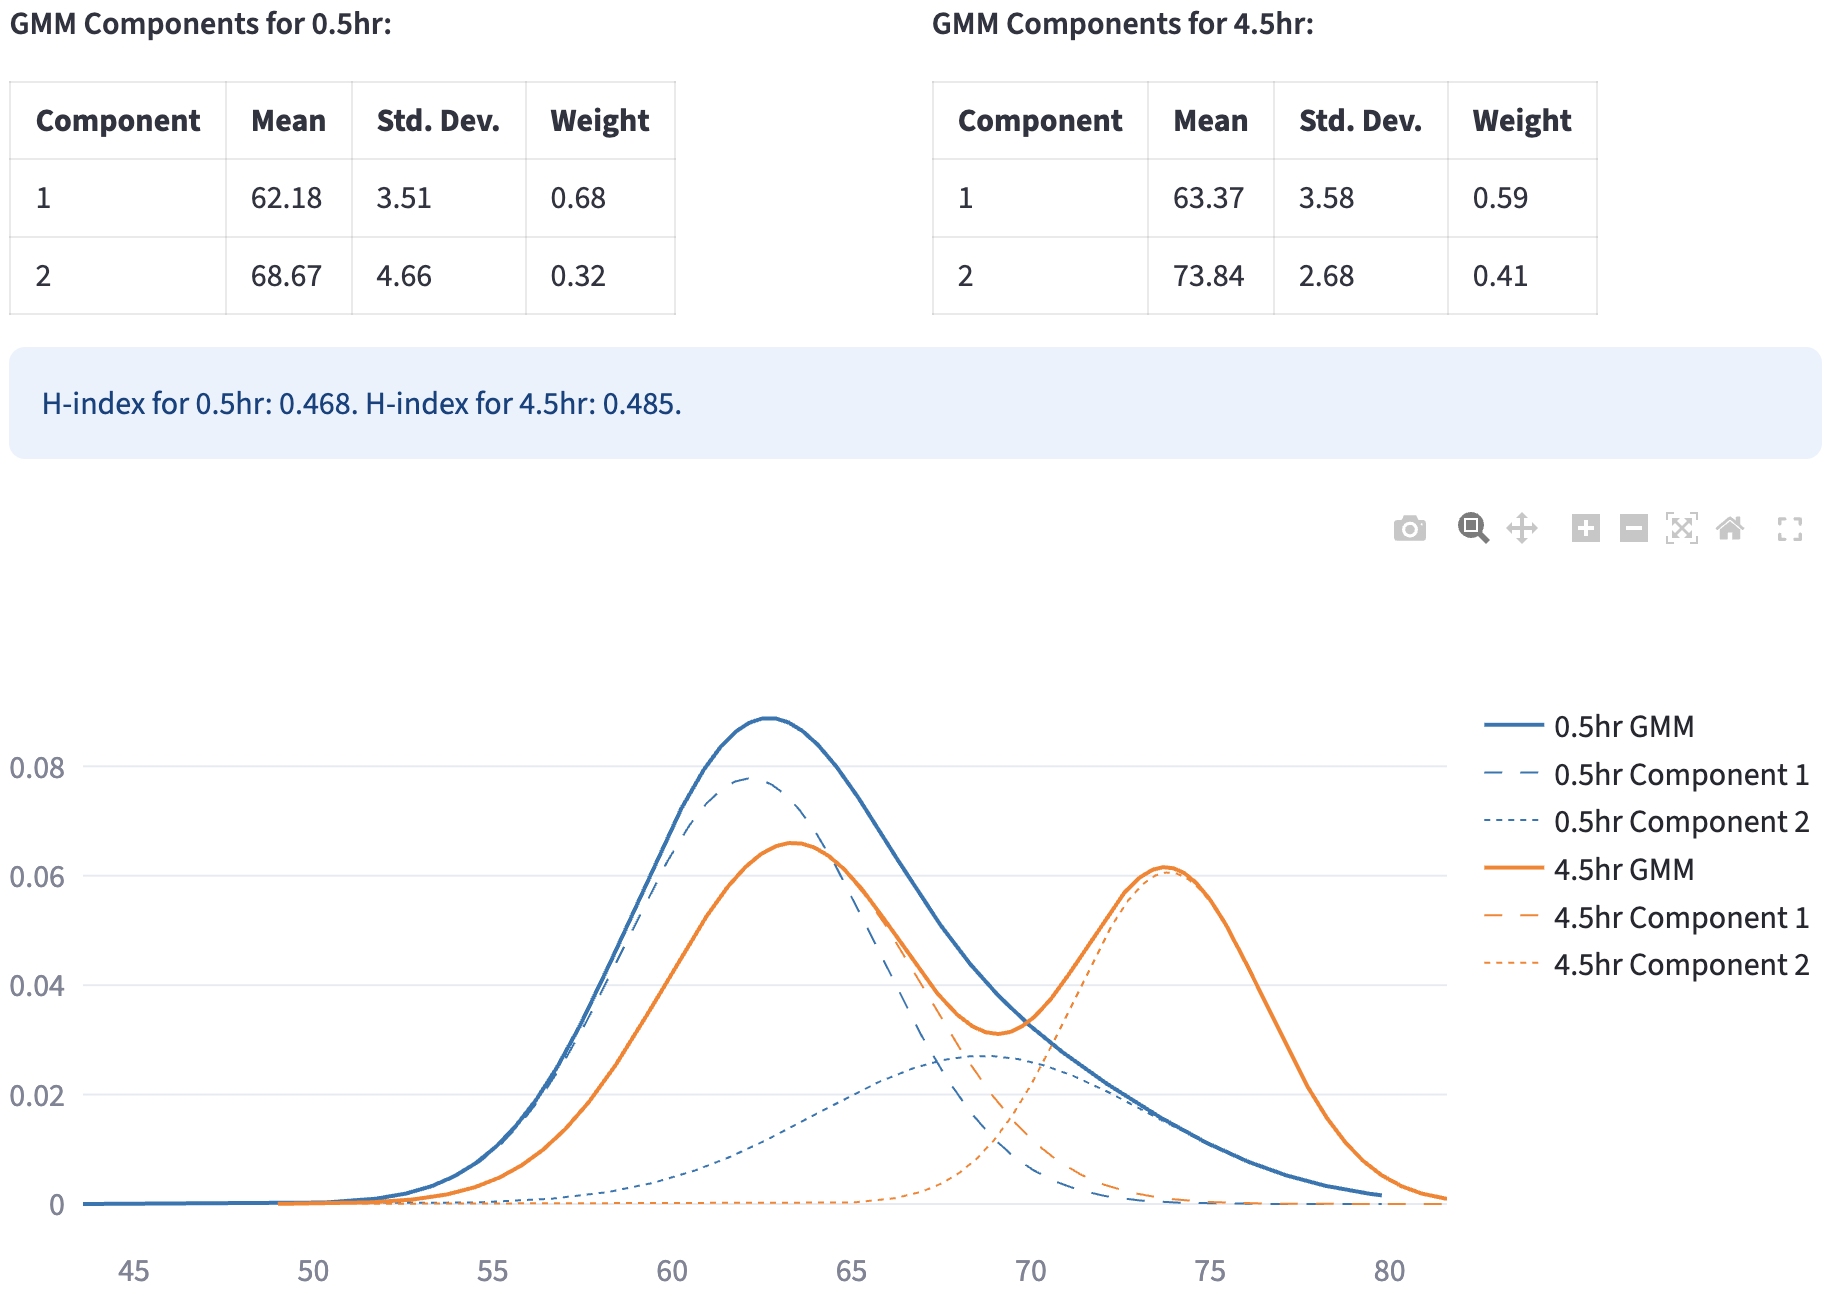 GMM Components for 0.5hr:
Component Mean Std. Dev. Weight
1 62.18 3.51 0.68
2 68.67 4.66 0.32
GMM Components for 4.5hr:
Component Mean Std. Dev. Weight
1 63.37 3.58 0.59
2 73.84 2.68 0.41
H-index for 0.5hr: 0.468. H-index for 4.5hr: 0.485.
0.08
0.06
0.04
0.02
0
45 50 55 60 65 70 75 80
0.5hr GMM
0.5hr Component 1
0.5hr Component 2
4.5hr GMM
4.5hr Component 1
4.5hr Component 2